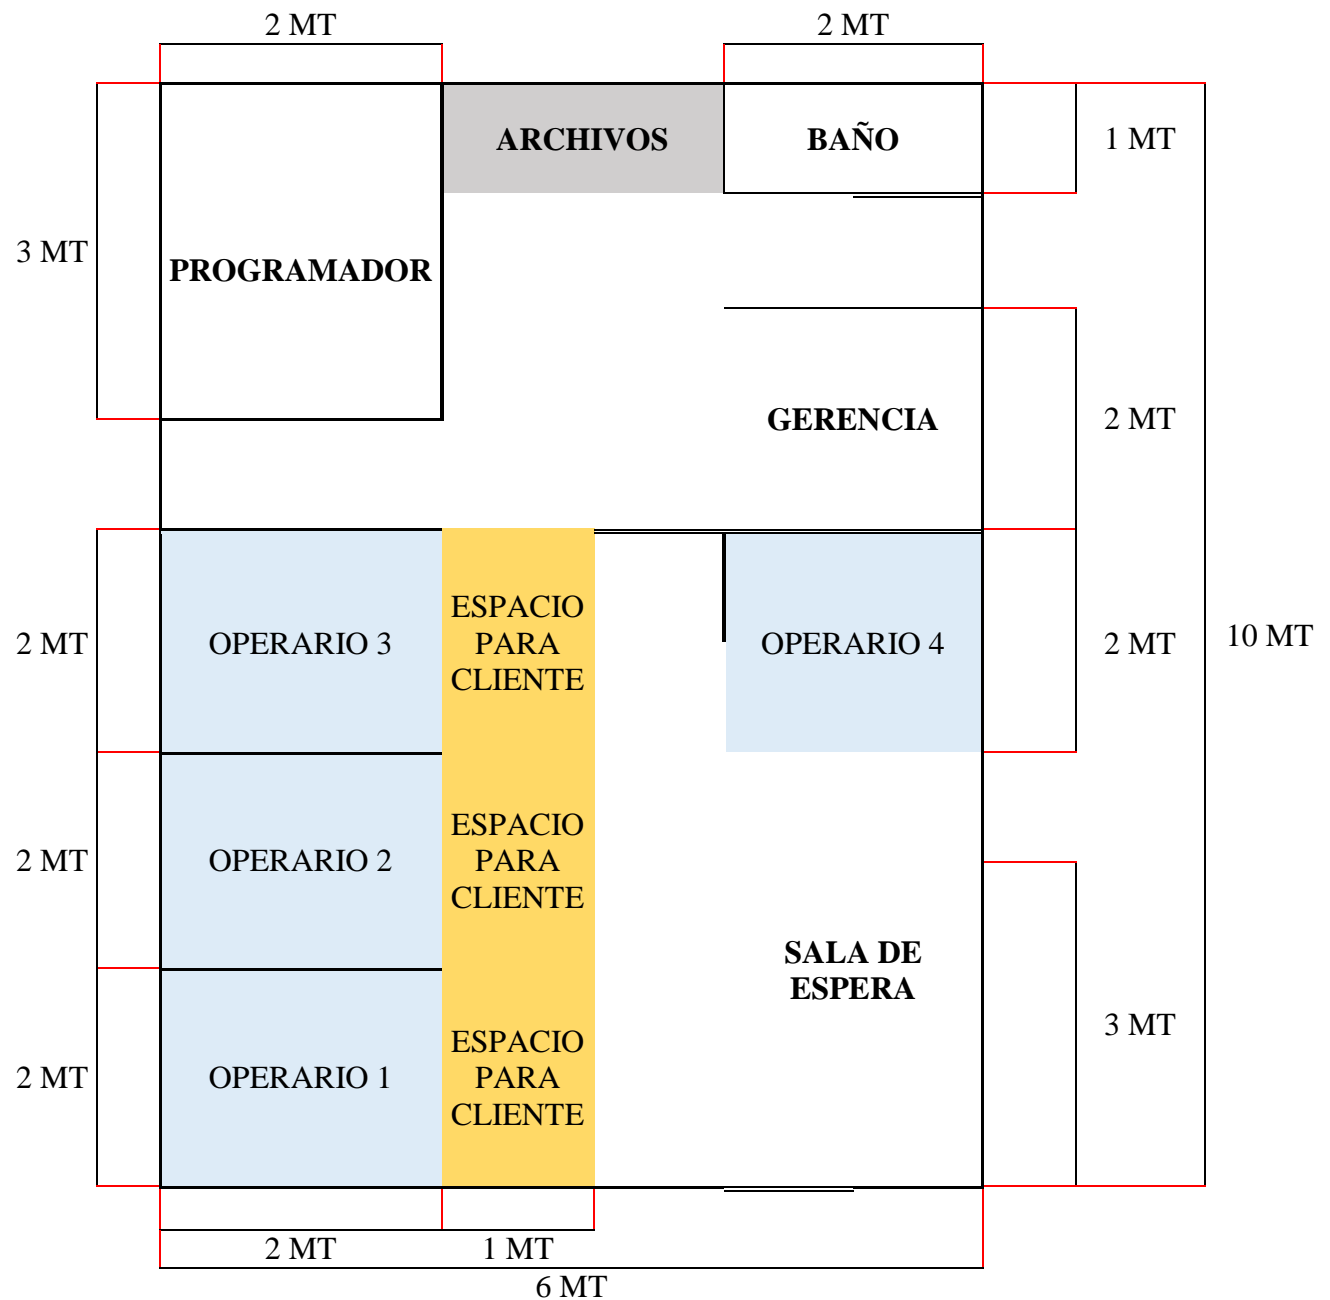 2 MT
2 MT
ARCHIVOS
BAÑO
1 MT
3 MT
PROGRAMADOR
GERENCIA
2 MT
2 MT
OPERARIO 3
ESPACIO
PARA
CLIENTE
OPERARIO 4
2 MT
10 MT
2 MT
OPERARIO 2
ESPACIO
PARA
CLIENTE
SALA DE
ESPERA
3 MT
2 MT
OPERARIO 1
ESPACIO
PARA
CLIENTE
2 MT
1 MT
6 MT